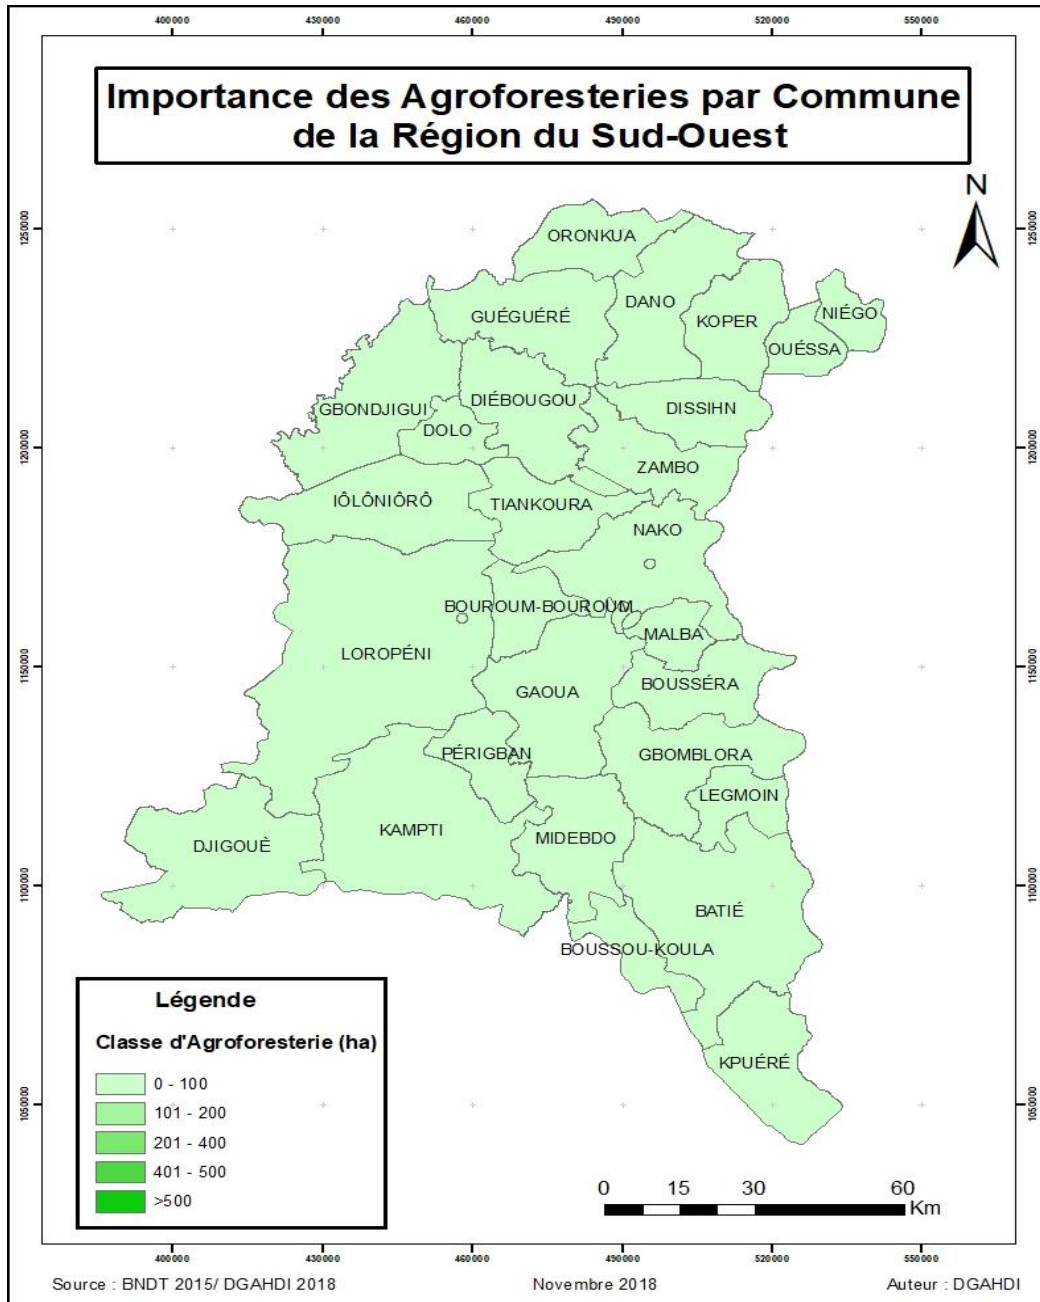 400000 430000 460000 490000 520000 550000
Importance des Agroforesteries par Commune
de la Région du Sud-Ouest
N
1250000 1250000
ORONKUA
DANO
NIÉGO
GUÉGUÉRÉ
KOPER
OUÉSSA
DIÉBOUGOU
GBONDJIGUI
DISSIHN
DOLO
1200000 1200000
ZAMBO
IÔLÔNIÔRÔ
TIANKOURA
NAKO
BOUROUM-BOUROUM
MALBA
LOROPÉNI
1150000 1150000
BOUSSÉRA
GAOUA
PÉRIGBAN
GBOMBLORA
LEGMOIN
KAMPTI
MIDEBDO
DJIGOUÈ
1100000 1100000
BATIÉ
BOUSSOU-KOULA
KPUÉRÉ
Légende
Classe d'Agroforesterie (ha)
0 - 100
101 - 200
201 - 400
401 - 500
>500
1050000 1050000
0 15 30 60
Km
400000 430000 460000 490000 520000 550000
Source : BNDT 2015/ DGAHDI 2018 Novembre 2018 Auteur : DGAHDI